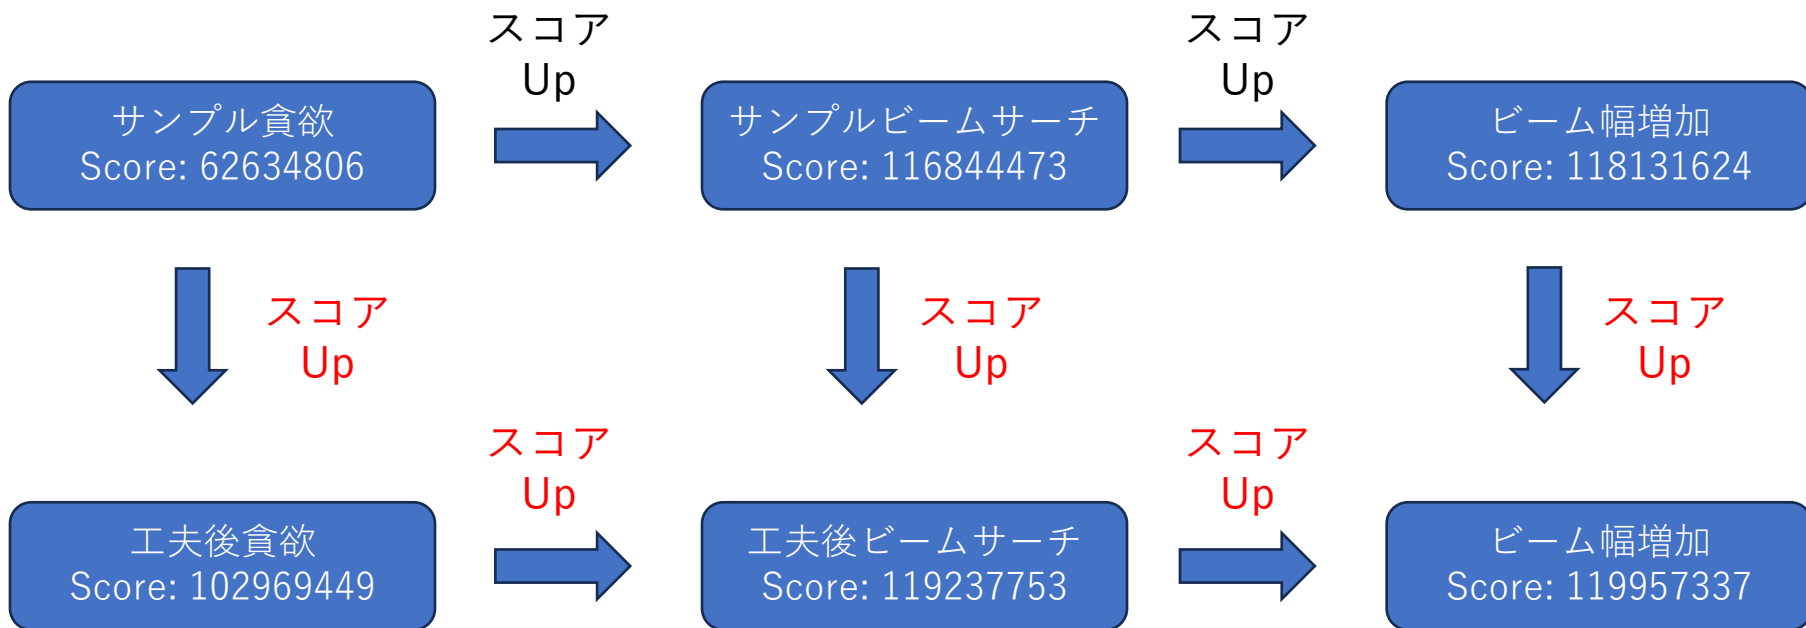 スコア
Up
スコア
Up
サンプル貪欲
Score: 62634806
サンプルビームサーチ
Score: 116844473
ビーム幅増加
Score: 118131624
スコア
Up
スコア
Up
スコア
Up
スコア
Up
スコア
Up
工夫後貪欲
Score: 102969449
工夫後ビームサーチ
Score: 119237753
ビーム幅増加
Score: 119957337